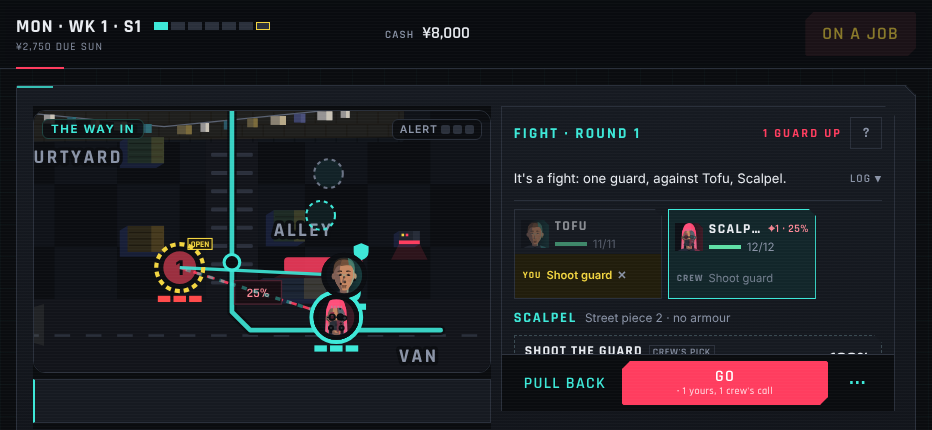 MON · WK 1 · S1
¥2,750 DUE SUN
CASH ¥8,000
ON A JOB
THE WAY IN
ALERT
URTYARD
ALLEY
OPEN
1
25%
VAN
FIGHT · ROUND 1
1 GUARD UP
?
It's a fight: one guard, against Tofu, Scalpel.
LOG ▼
TOFU
11/11
YOU Shoot guard ×
SCALP… ✦1 · 25%
12/12
CREW Shoot guard
SCALPEL Street piece 2 · no armour
SHOOT THE GUARD CREW'S PICK
PULL BACK
GO
· 1 yours, 1 crew's call
···